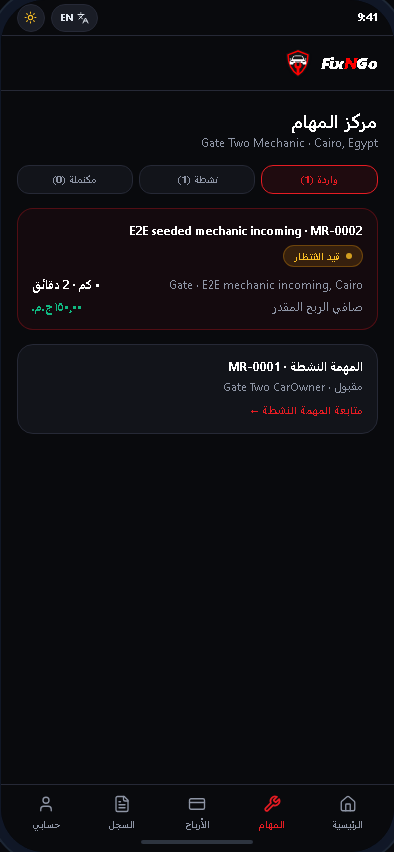 EN
9:41
FixNGo
مركز المهام
Gate Two Mechanic · Cairo, Egypt
واردة (1)
نشطة (1)
مكتملة (0)
E2E seeded mechanic incoming · MR-0002
قيد الانتظار
Gate · E2E mechanic incoming, Cairo
٠ كم · 2 دقائق
صافي الربح المقدر
١٥٠٫٠٠ ج.م.
المهمة النشطة · MR-0001
مقبول · Gate Two CarOwner
متابعة المهمة النشطة ←
الرئيسية
المهام
الأرباح
السجل
حسابي